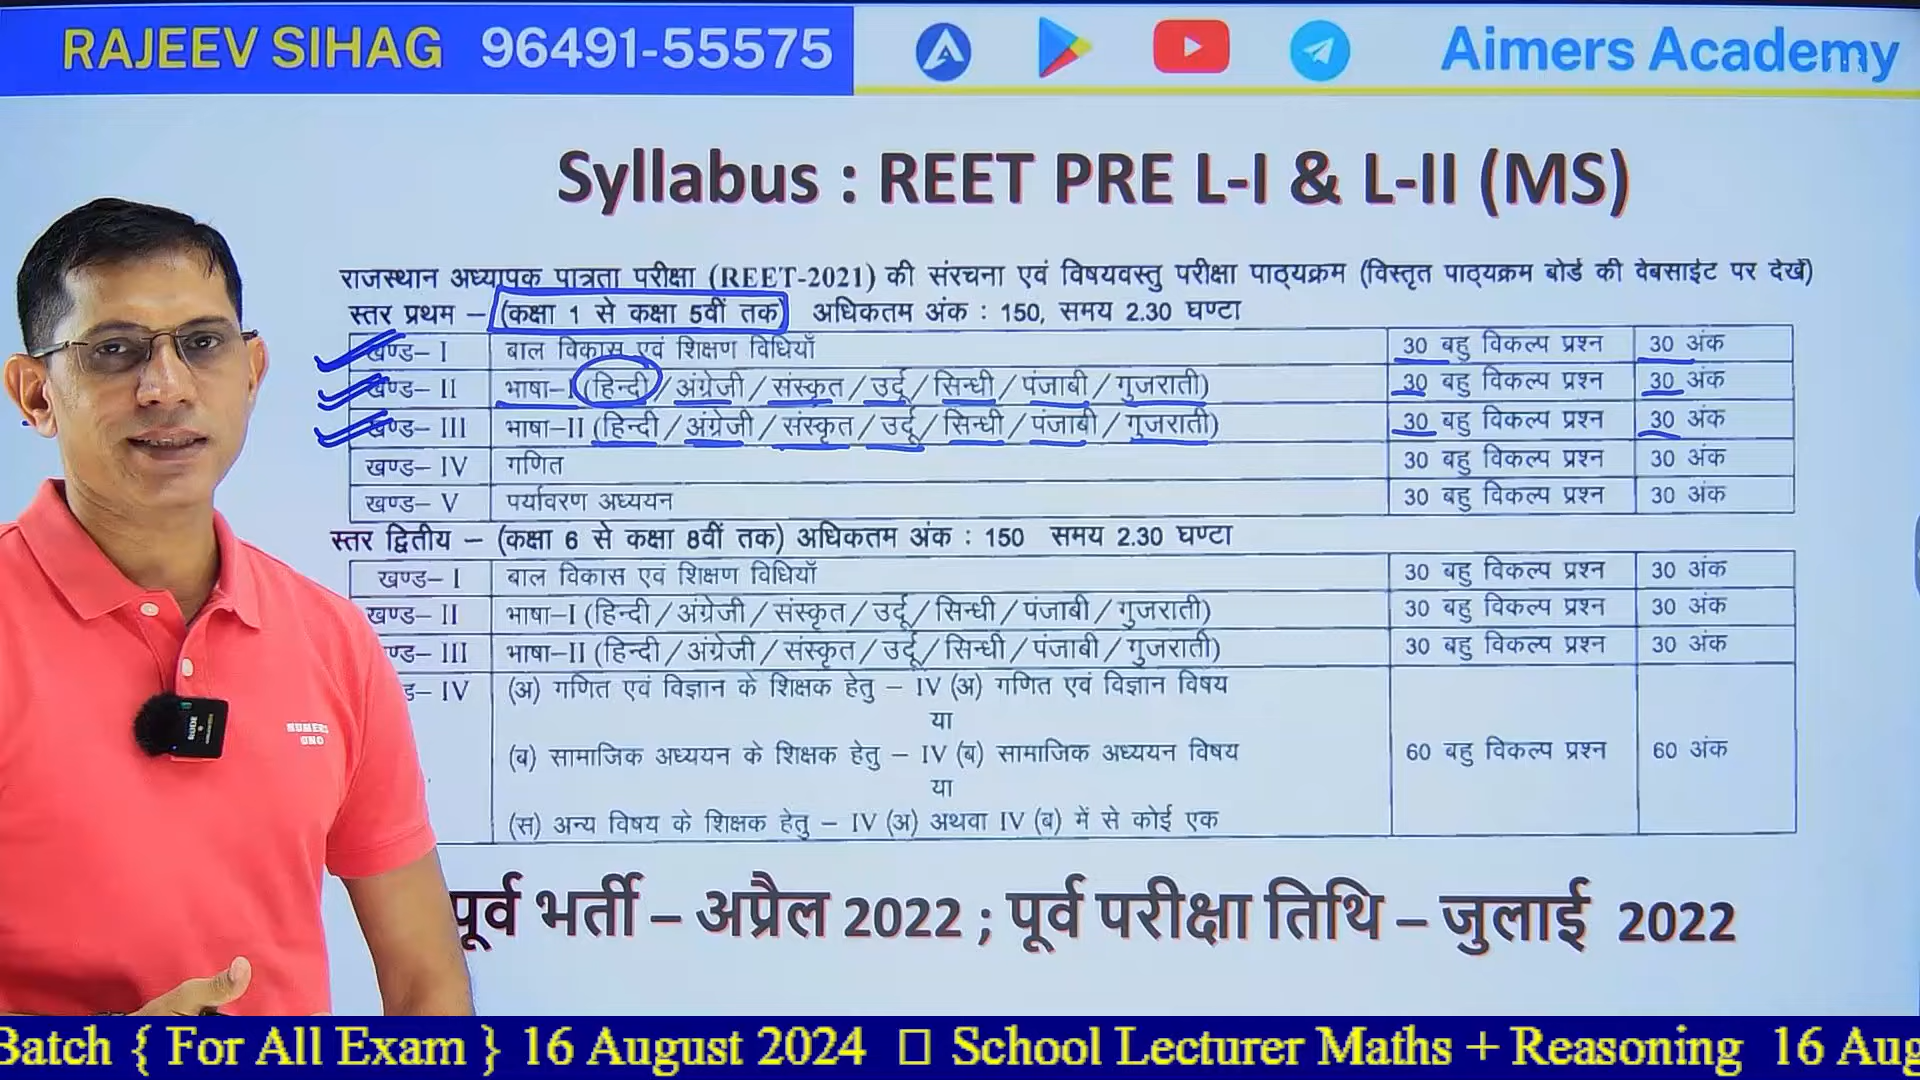 RAJEEV SIHAG 96491-55575 Aimers Academy
Syllabus : REET PRE L-I & L-II (MS)
राजस्थान अध्यापक पात्रता परीक्षा (REET-2021) की संरचना एवं विषयवस्तु परीक्षा पाठ्यक्रम (विस्तृत पाठ्यक्रम बोर्ड की वेबसाईट पर देखें)
स्तर प्रथम – (कक्षा 1 से कक्षा 5वीं तक) अधिकतम अंक : 150, समय 2.30 घण्टा
खण्ड– I बाल विकास एवं शिक्षण विधियाँ 30 बहु विकल्प प्रश्न 30 अंक
खण्ड– II भाषा–I (हिन्दी/अंग्रेजी/संस्कृत/उर्दू/सिन्धी/पंजाबी/गुजराती) 30 बहु विकल्प प्रश्न 30 अंक
खण्ड– III भाषा–II (हिन्दी/अंग्रेजी/संस्कृत/उर्दू/सिन्धी/पंजाबी/गुजराती) 30 बहु विकल्प प्रश्न 30 अंक
खण्ड– IV गणित 30 बहु विकल्प प्रश्न 30 अंक
खण्ड– V पर्यावरण अध्ययन 30 बहु विकल्प प्रश्न 30 अंक
स्तर द्वितीय – (कक्षा 6 से कक्षा 8वीं तक) अधिकतम अंक : 150 समय 2.30 घण्टा
खण्ड– I बाल विकास एवं शिक्षण विधियाँ 30 बहु विकल्प प्रश्न 30 अंक
खण्ड– II भाषा–I (हिन्दी/अंग्रेजी/संस्कृत/उर्दू/सिन्धी/पंजाबी/गुजराती) 30 बहु विकल्प प्रश्न 30 अंक
ण्ड– III भाषा–II (हिन्दी/अंग्रेजी/संस्कृत/उर्दू/सिन्धी/पंजाबी/गुजराती) 30 बहु विकल्प प्रश्न 30 अंक
ड– IV (अ) गणित एवं विज्ञान के शिक्षक हेतु – IV (अ) गणित एवं विज्ञान विषय
या
(ब) सामाजिक अध्ययन के शिक्षक हेतु – IV (ब) सामाजिक अध्ययन विषय 60 बहु विकल्प प्रश्न 60 अंक
या
(स) अन्य विषय के शिक्षक हेतु – IV (अ) अथवा IV (ब) में से कोई एक
NUMERO
UNO
RODE
पूर्व भर्ती – अप्रैल 2022 ; पूर्व परीक्षा तिथि – जुलाई 2022
Batch { For All Exam } 16 August 2024 School Lecturer Maths + Reasoning 16 Aug